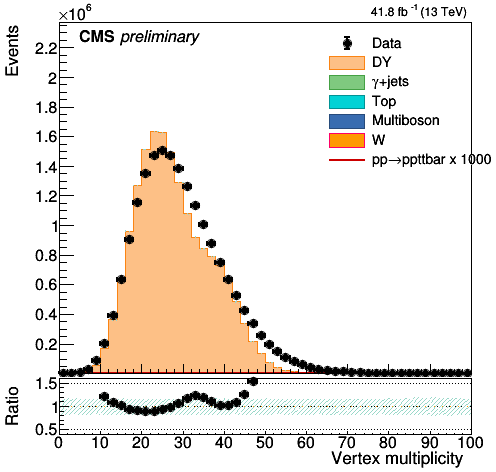 41.8 fb⁻¹ (13 TeV)
×10⁶
CMS preliminary
Events
Data
DY
γ+jets
Top
Multiboson
W
pp→ppttbar x 1000
2.2
2
1.8
1.6
1.4
1.2
1
0.8
0.6
0.4
0.2
Ratio
1.5
1
0.5
0 10 20 30 40 50 60 70 80 90 100
Vertex multiplicity